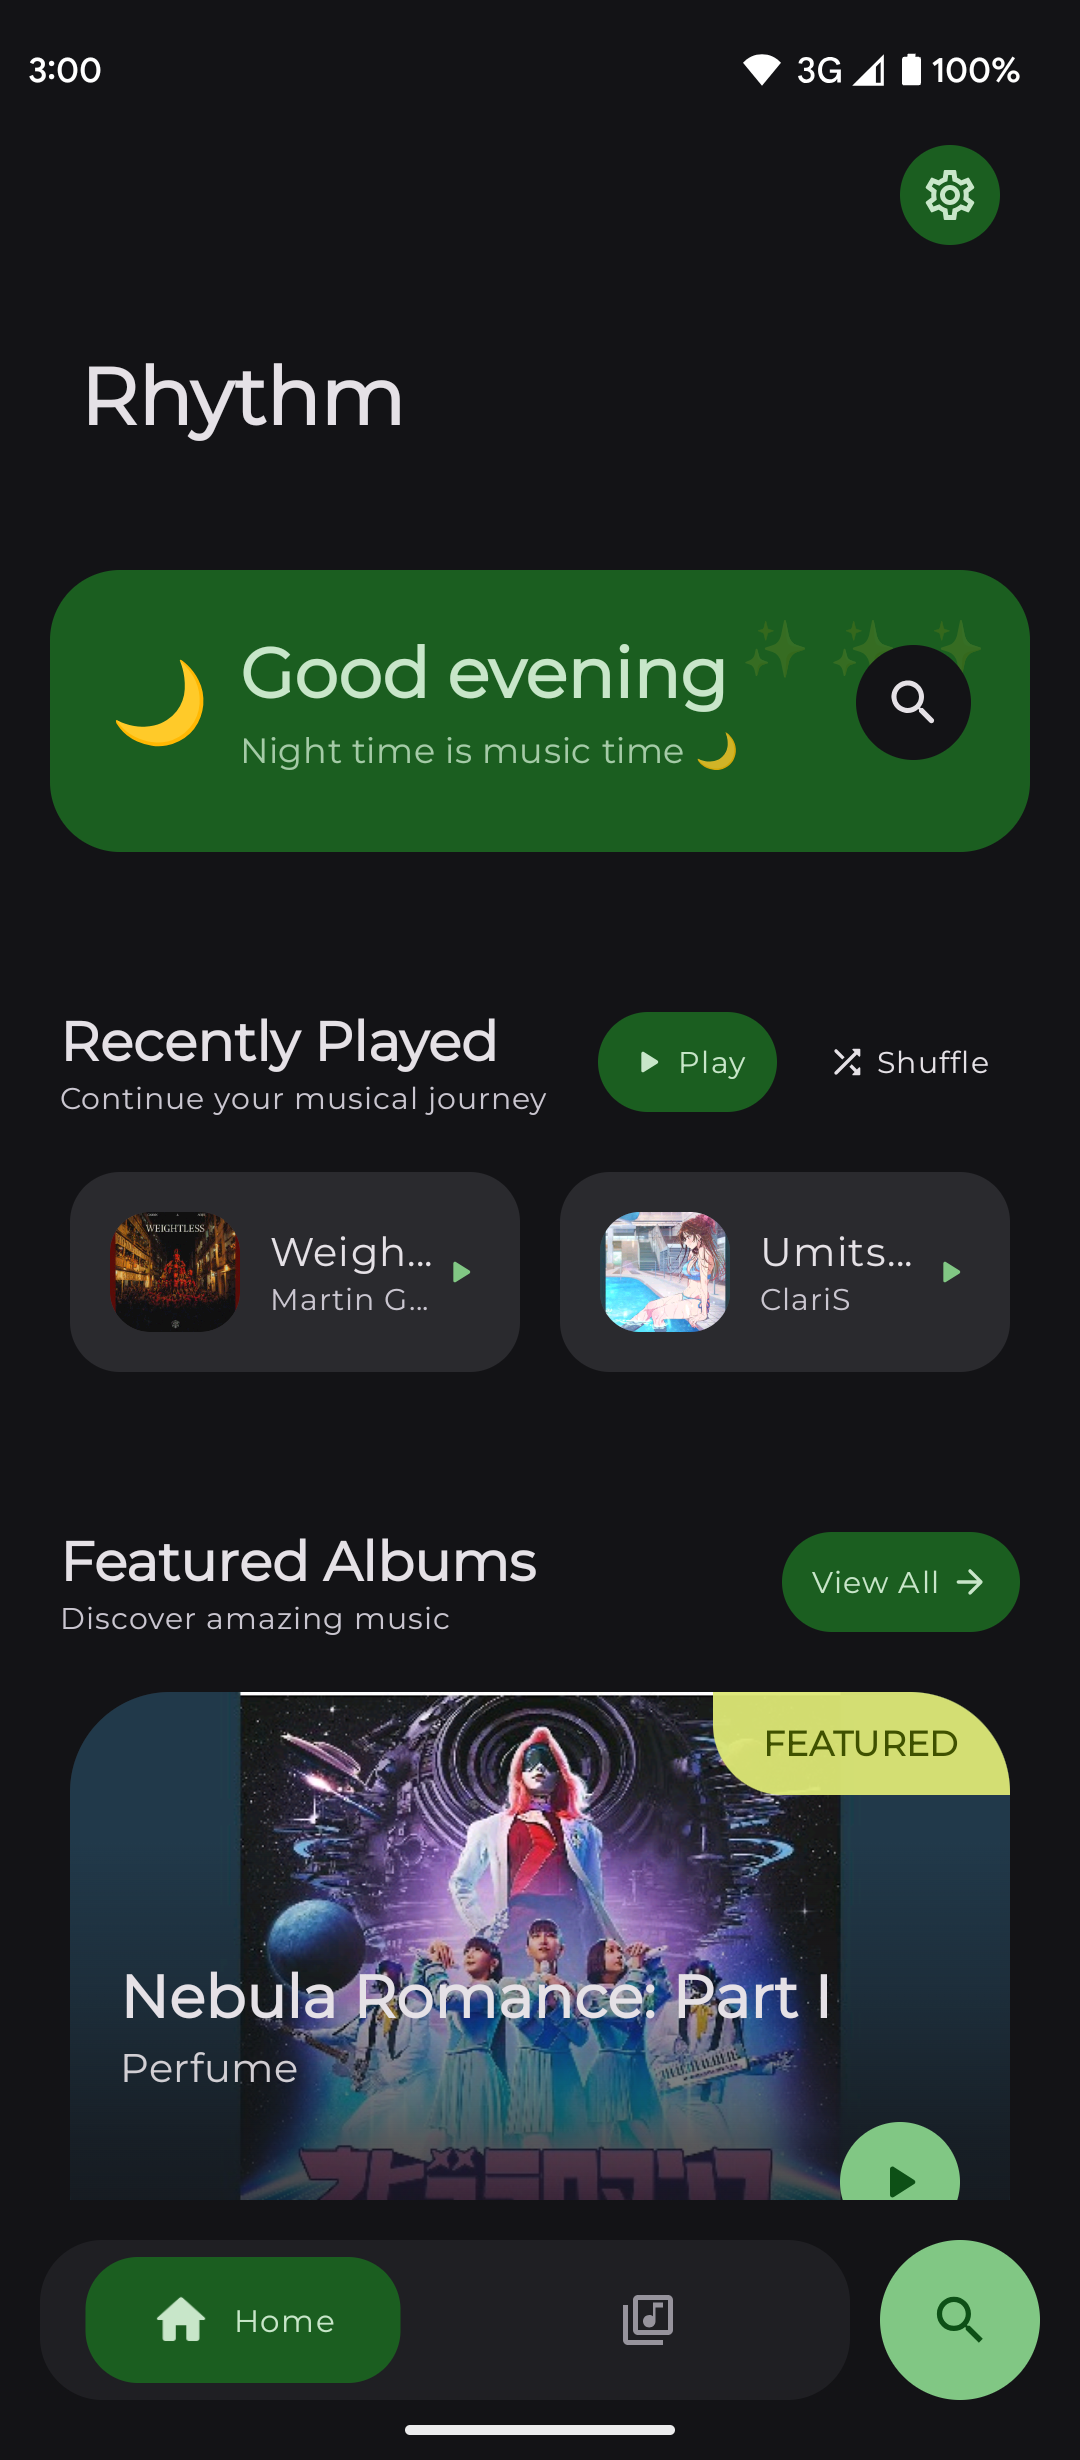 3:00
3G 100%
Rhythm
Good evening
Night time is music time 🌙
Recently Played
Continue your musical journey
Play
Shuffle
WEIGHTLESS
Weigh...
Martin G...
Umits...
ClariS
Featured Albums
Discover amazing music
View All
FEATURED
Nebula Romance: Part I
Perfume
Home